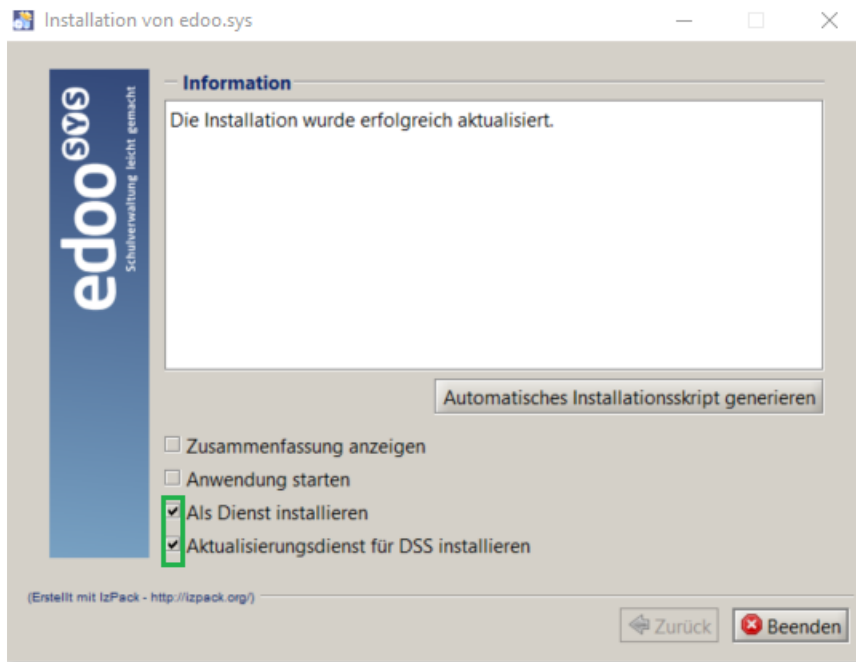 Installation von edoo.sys
edoo sys
Schulverwaltung leicht gemacht
Information
Die Installation wurde erfolgreich aktualisiert.
Automatisches Installationsskript generieren
Zusammenfassung anzeigen
Anwendung starten
Als Dienst installieren
Aktualisierungsdienst für DSS installieren
(Erstellt mit IzPack - http://izpack.org/)
Zurück
Beenden